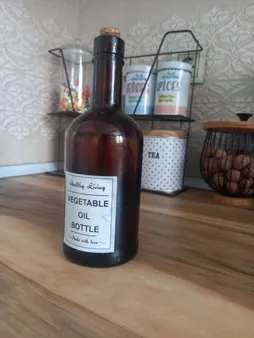 Healthy Living
VEGETABLE
OIL
BOTTLE
Made with love
SPICES
TEA